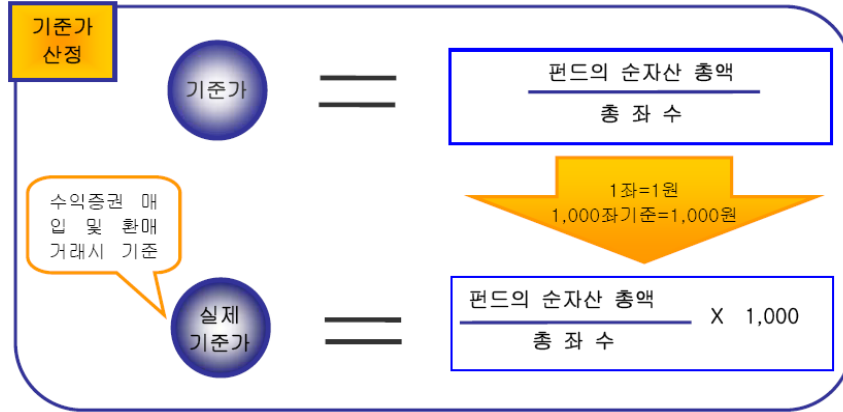 기준가
산정
기준가
펀드의 순자산 총액
총 좌 수
1좌=1원
1,000좌기준=1,000원
수익증권 매
입 및 환매
거래시 기준
실제
기준가
펀드의 순자산 총액
X 1,000
총 좌 수